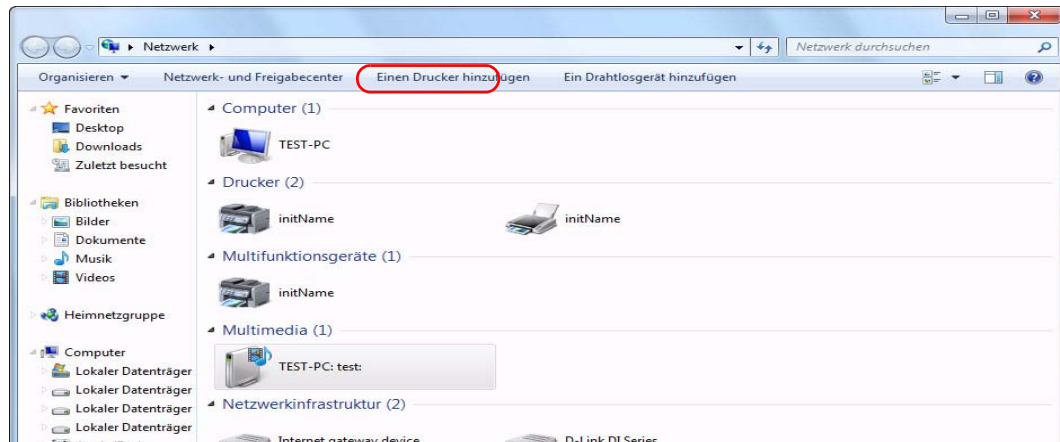 Netzwerk
Netzwerk durchsuchen
Organisieren
Netzwerk- und Freigabecenter
Einen Drucker hinzufügen
Ein Drahtlosgerät hinzufügen
Favoriten
Desktop
Downloads
Zuletzt besucht
Bibliotheken
Bilder
Dokumente
Musik
Videos
Heimnetzgruppe
Computer
Lokaler Datenträger
Lokaler Datenträger
Lokaler Datenträger
Lokaler Datenträger
Computer (1)
TEST-PC
Drucker (2)
initName
initName
Multifunktionsgeräte (1)
initName
Multimedia (1)
TEST-PC: test:
Netzwerkinfrastruktur (2)
Internet gateway device
D-Link DI Series